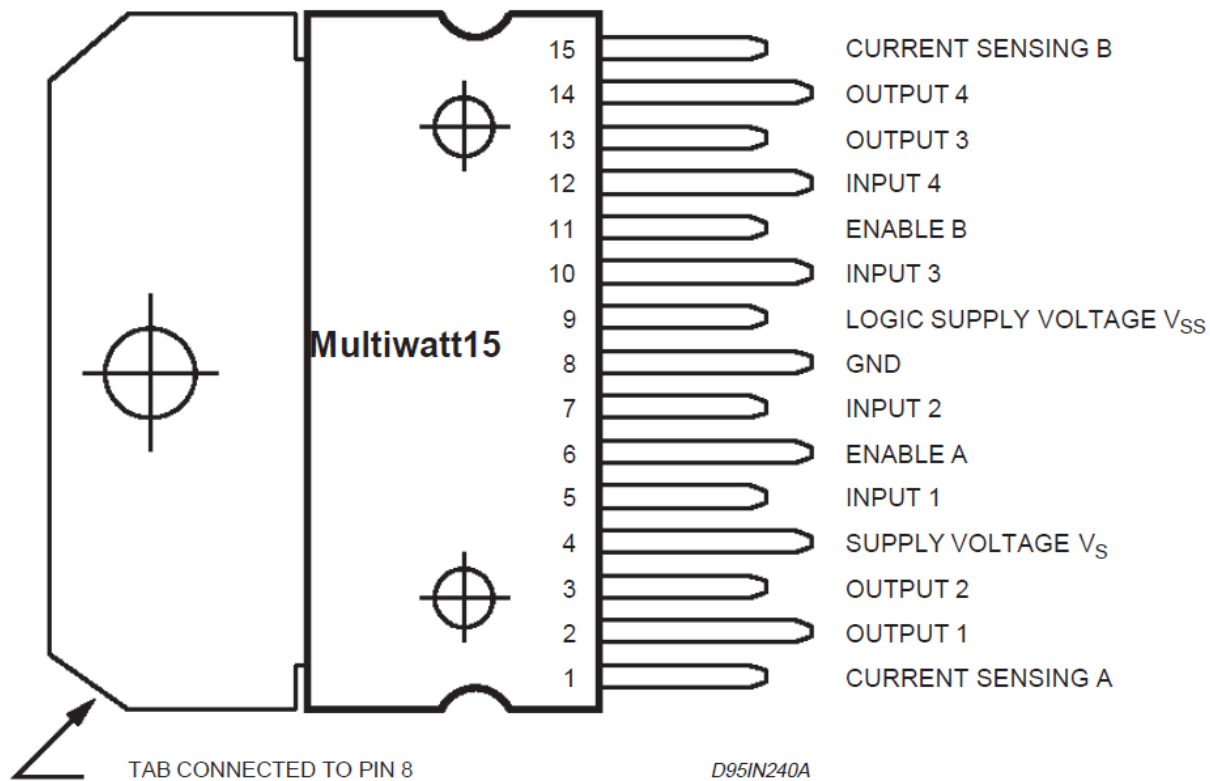 15 CURRENT SENSING B
14 OUTPUT 4
13 OUTPUT 3
12 INPUT 4
11 ENABLE B
10 INPUT 3
9 LOGIC SUPPLY VOLTAGE VSS
Multiwatt15
8 GND
7 INPUT 2
6 ENABLE A
5 INPUT 1
4 SUPPLY VOLTAGE VS
3 OUTPUT 2
2 OUTPUT 1
1 CURRENT SENSING A
TAB CONNECTED TO PIN 8
D95IN240A